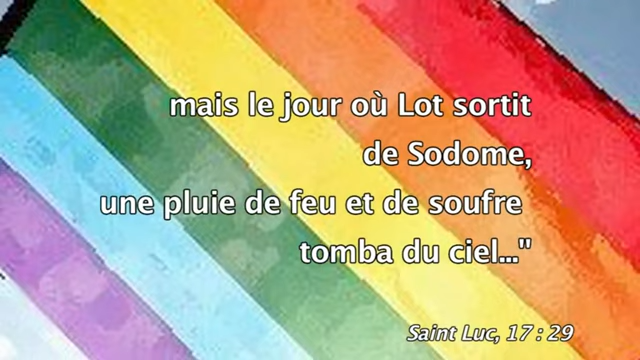 mais le jour où Lot sortit
de Sodome,
une pluie de feu et de soufre
tomba du ciel..."
Saint Luc, 17 : 29